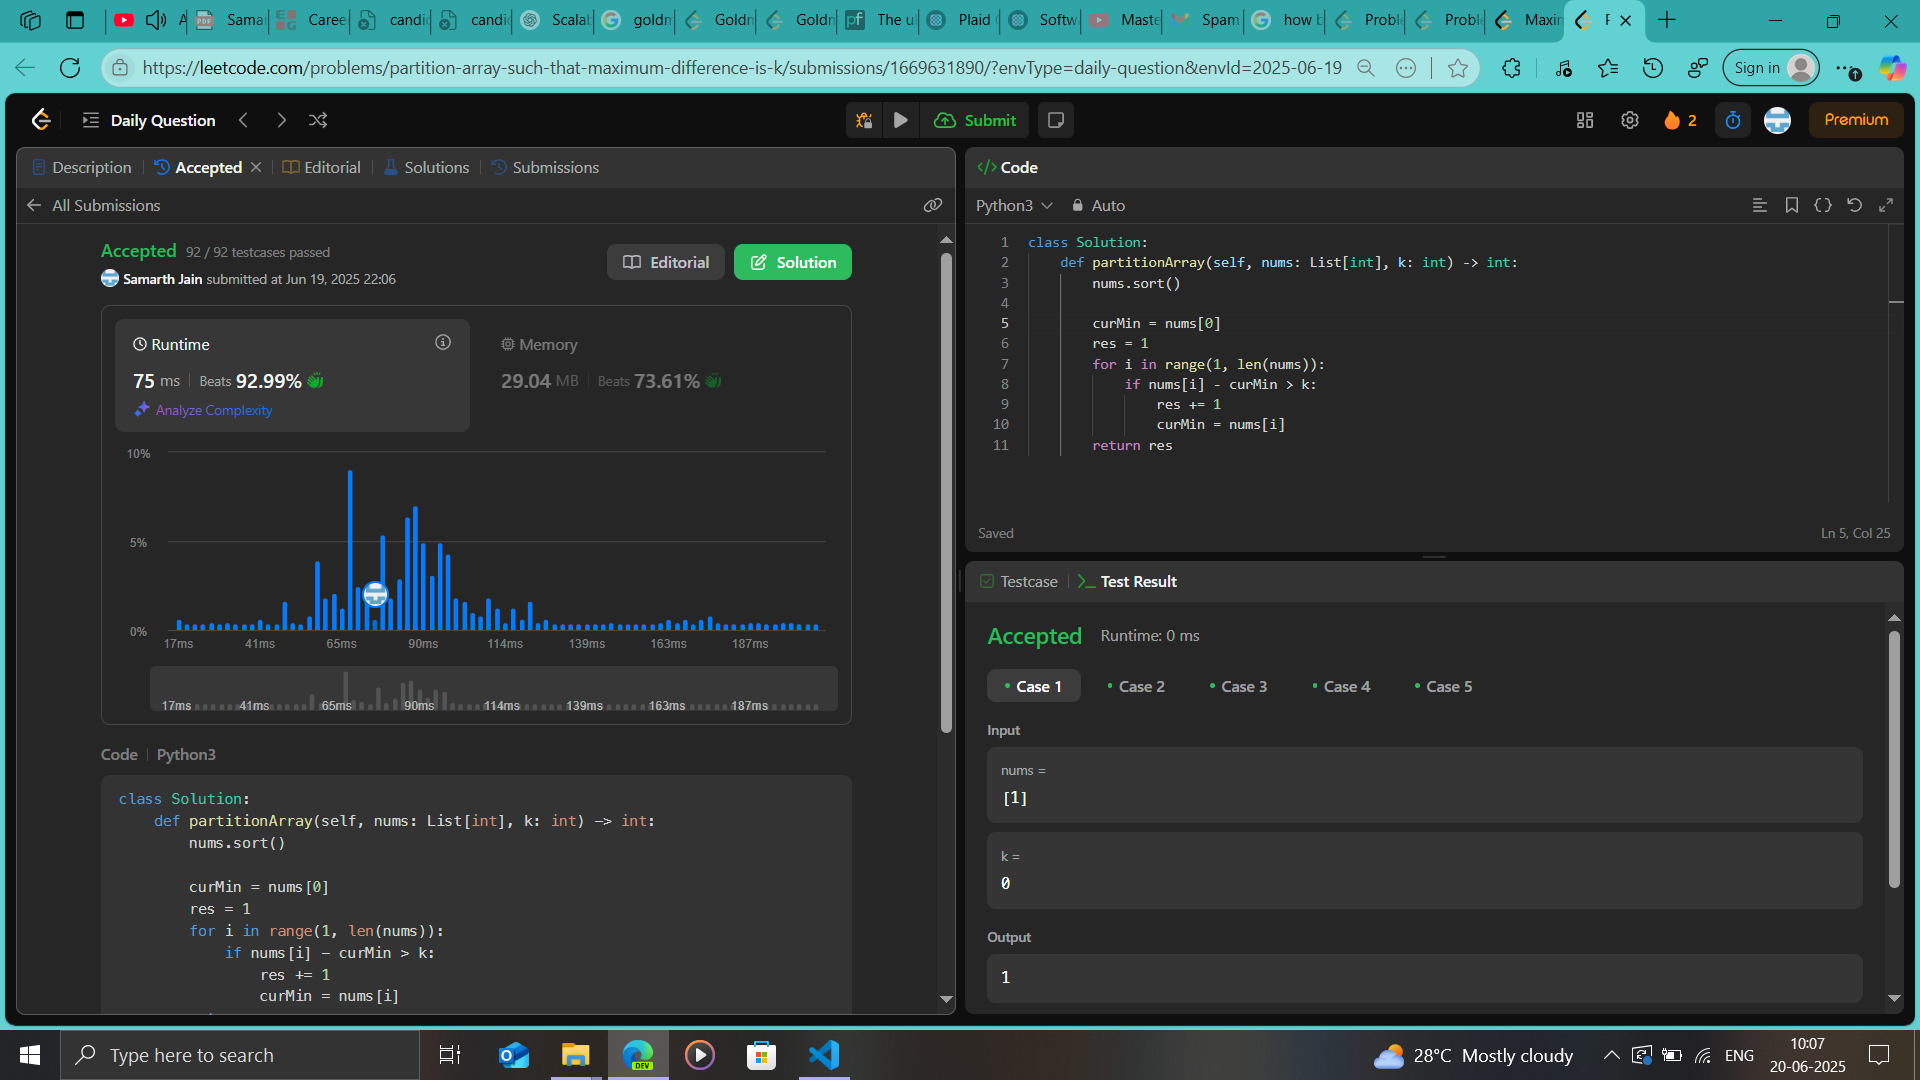 A
Samar
Caree
candic
candic
Scalab
goldm
Goldn
Goldn
The ul
Plaid
Softw
Maste
Spam
how b
Proble
Proble
Maxin
https://leetcode.com/problems/partition-array-such-that-maximum-difference-is-k/submissions/1669631890/?envType=daily-question&envId=2025-06-19
Sign in
Daily Question
Submit
2
Premium
Description
Accepted
Editorial
Solutions
Submissions
All Submissions
Accepted 92 / 92 testcases passed
Samarth Jain submitted at Jun 19, 2025 22:06
Editorial
Solution
Runtime
75 ms Beats 92.99%
Analyze Complexity
Memory
29.04 MB Beats 73.61%
10%
5%
0%
17ms 41ms 65ms 90ms 114ms 139ms 163ms 187ms
17ms 41ms 65ms 90ms 114ms 139ms 163ms 187ms
Code Python3
class Solution:
def partitionArray(self, nums: List[int], k: int) -> int:
nums.sort()
curMin = nums[0]
res = 1
for i in range(1, len(nums)):
if nums[i] - curMin > k:
res += 1
curMin = nums[i]
</> Code
Python3
Auto
1 class Solution:
2 def partitionArray(self, nums: List[int], k: int) -> int:
3 nums.sort()
4
5 curMin = nums[0]
6 res = 1
7 for i in range(1, len(nums)):
8 if nums[i] - curMin > k:
9 res += 1
10 curMin = nums[i]
11 return res
Saved
Ln 5, Col 25
Testcase
Test Result
Accepted Runtime: 0 ms
Case 1
Case 2
Case 3
Case 4
Case 5
Input
nums =
[1]
k =
0
Output
1
Type here to search
DEV
28°C Mostly cloudy
ENG
10:07
20-06-2025